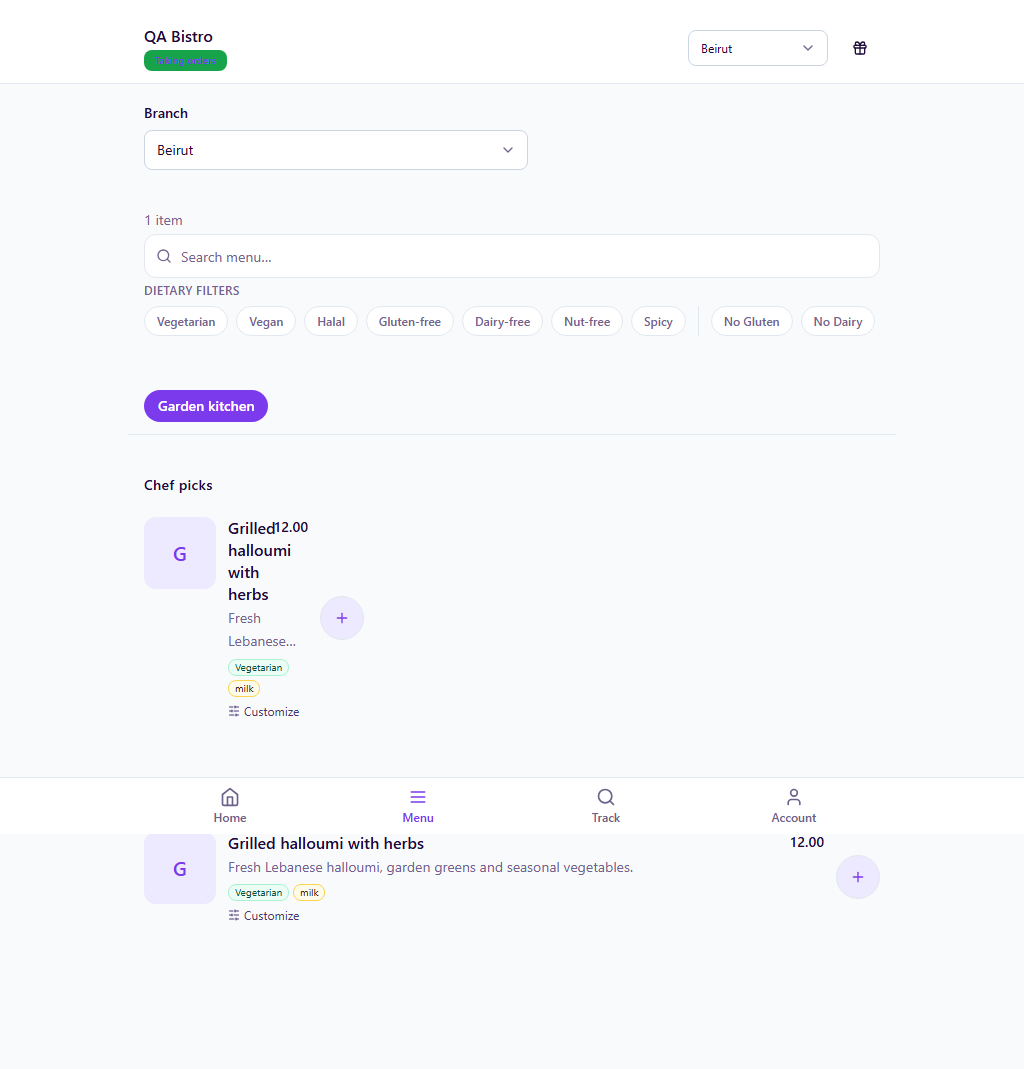 QA Bistro
Beirut
Branch
Beirut
1 item
Search menu...
DIETARY FILTERS
Vegetarian
Vegan
Halal
Gluten-free
Dairy-free
Nut-free
Spicy
No Gluten
No Dairy
Garden kitchen
Chef picks
G
Grilled 12.00
halloumi
with
herbs
Fresh
Lebanese...
Vegetarian
milk
Customize
Home
Menu
Track
Account
G
Grilled halloumi with herbs 12.00
Fresh Lebanese halloumi, garden greens and seasonal vegetables.
Vegetarian milk
Customize